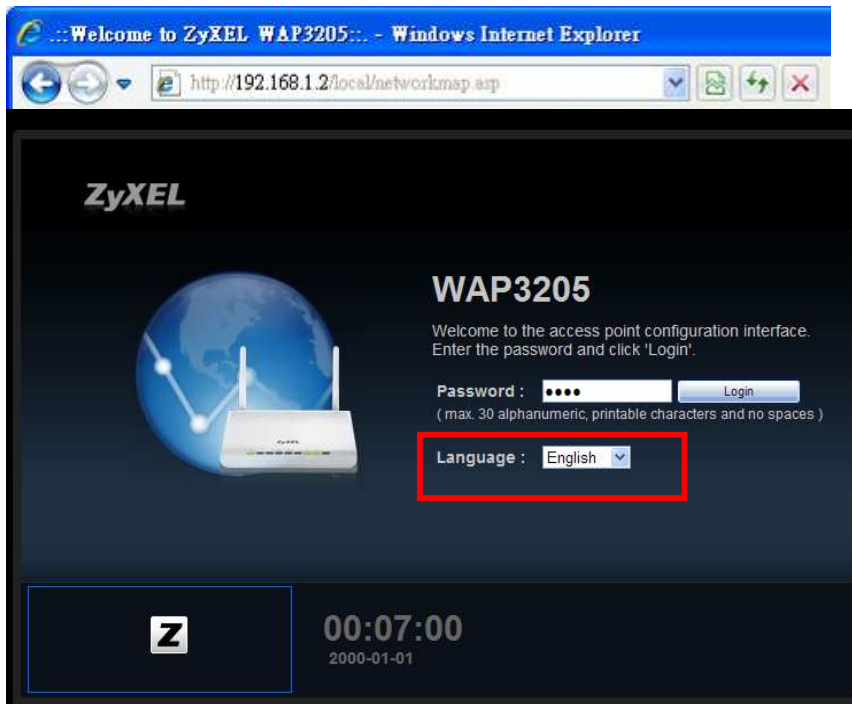 .::Welcome to ZyXEL WAP3205::. - Windows Internet Explorer
http://192.168.1.2/local/networkmap.asp
ZyXEL
WAP3205
Welcome to the access point configuration interface.
Enter the password and click 'Login'.
Password : •••• Login
( max. 30 alphanumeric, printable characters and no spaces )
Language : English
ZyXEL
Z
00:07:00
2000-01-01